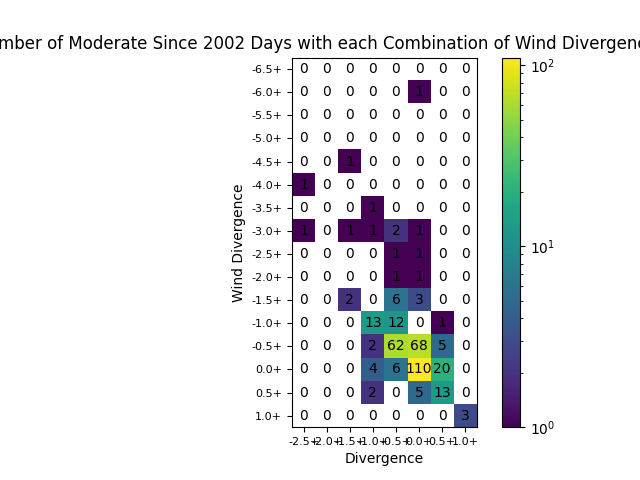 mber of Moderate Since 2002 Days with each Combination of Wind Divergenc
-6.5+ 0 0 0 0 0 0 0 0
-6.0+ 0 0 0 0 0 1 0 0
-5.5+ 0 0 0 0 0 0 0 0
-5.0+ 0 0 0 0 0 0 0 0
-4.5+ 0 0 1 0 0 0 0 0
-4.0+ 1 0 0 0 0 0 0 0
-3.5+ 0 0 0 1 0 0 0 0
-3.0+ 1 0 1 1 2 1 0 0
-2.5+ 0 0 0 0 1 1 0 0
-2.0+ 0 0 0 0 1 1 0 0
-1.5+ 0 0 2 0 6 3 0 0
-1.0+ 0 0 0 13 12 0 1 0
-0.5+ 0 0 0 2 62 68 5 0
0.0+ 0 0 0 4 6 110 20 0
0.5+ 0 0 0 2 0 5 13 0
1.0+ 0 0 0 0 0 0 0 3
-2.5+ -2.0+ -1.5+ -1.0+ -0.5+ 0.0+ 0.5+ 1.0+
Divergence
Wind Divergence
10²
10¹
10⁰